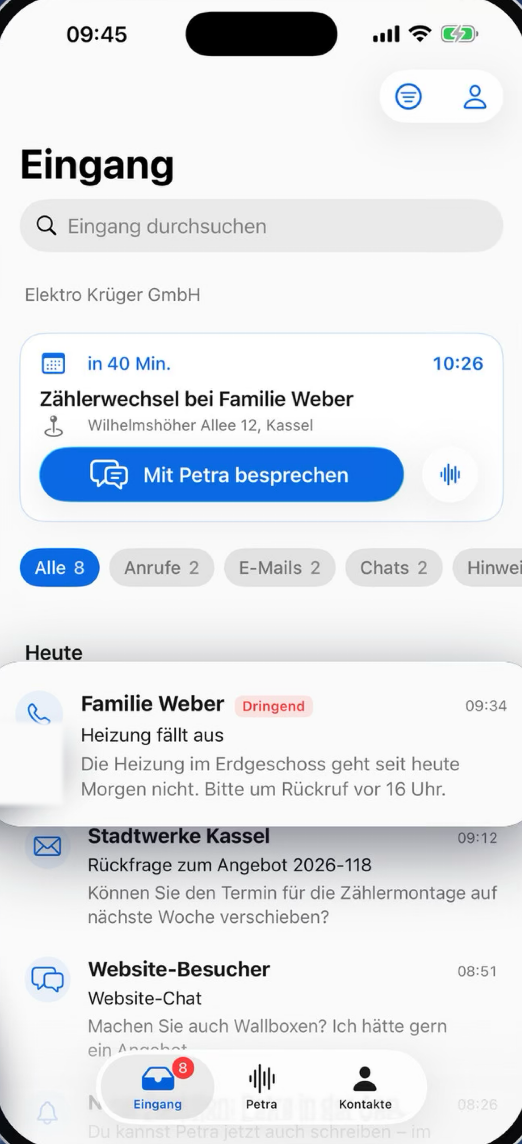 09:45
Eingang
Eingang durchsuchen
Elektro Krüger GmbH
in 40 Min.
10:26
Zählerwechsel bei Familie Weber
Wilhelmshöher Allee 12, Kassel
Mit Petra besprechen
Alle 8
Anrufe 2
E-Mails 2
Chats 2
Hinwei
Heute
Familie Weber
Dringend
09:34
Heizung fällt aus
Die Heizung im Erdgeschoss geht seit heute
Morgen nicht. Bitte um Rückruf vor 16 Uhr.
Stadtwerke Kassel
09:12
Rückfrage zum Angebot 2026-118
Können Sie den Termin für die Zählermontage auf
nächste Woche verschieben?
Website-Besucher
08:51
Website-Chat
Machen Sie auch Wallboxen? Ich hätte gern
ein Angebot
08:26
Du kannst Petra jetzt auch schreiben – im
8
Eingang
Petra
Kontakte